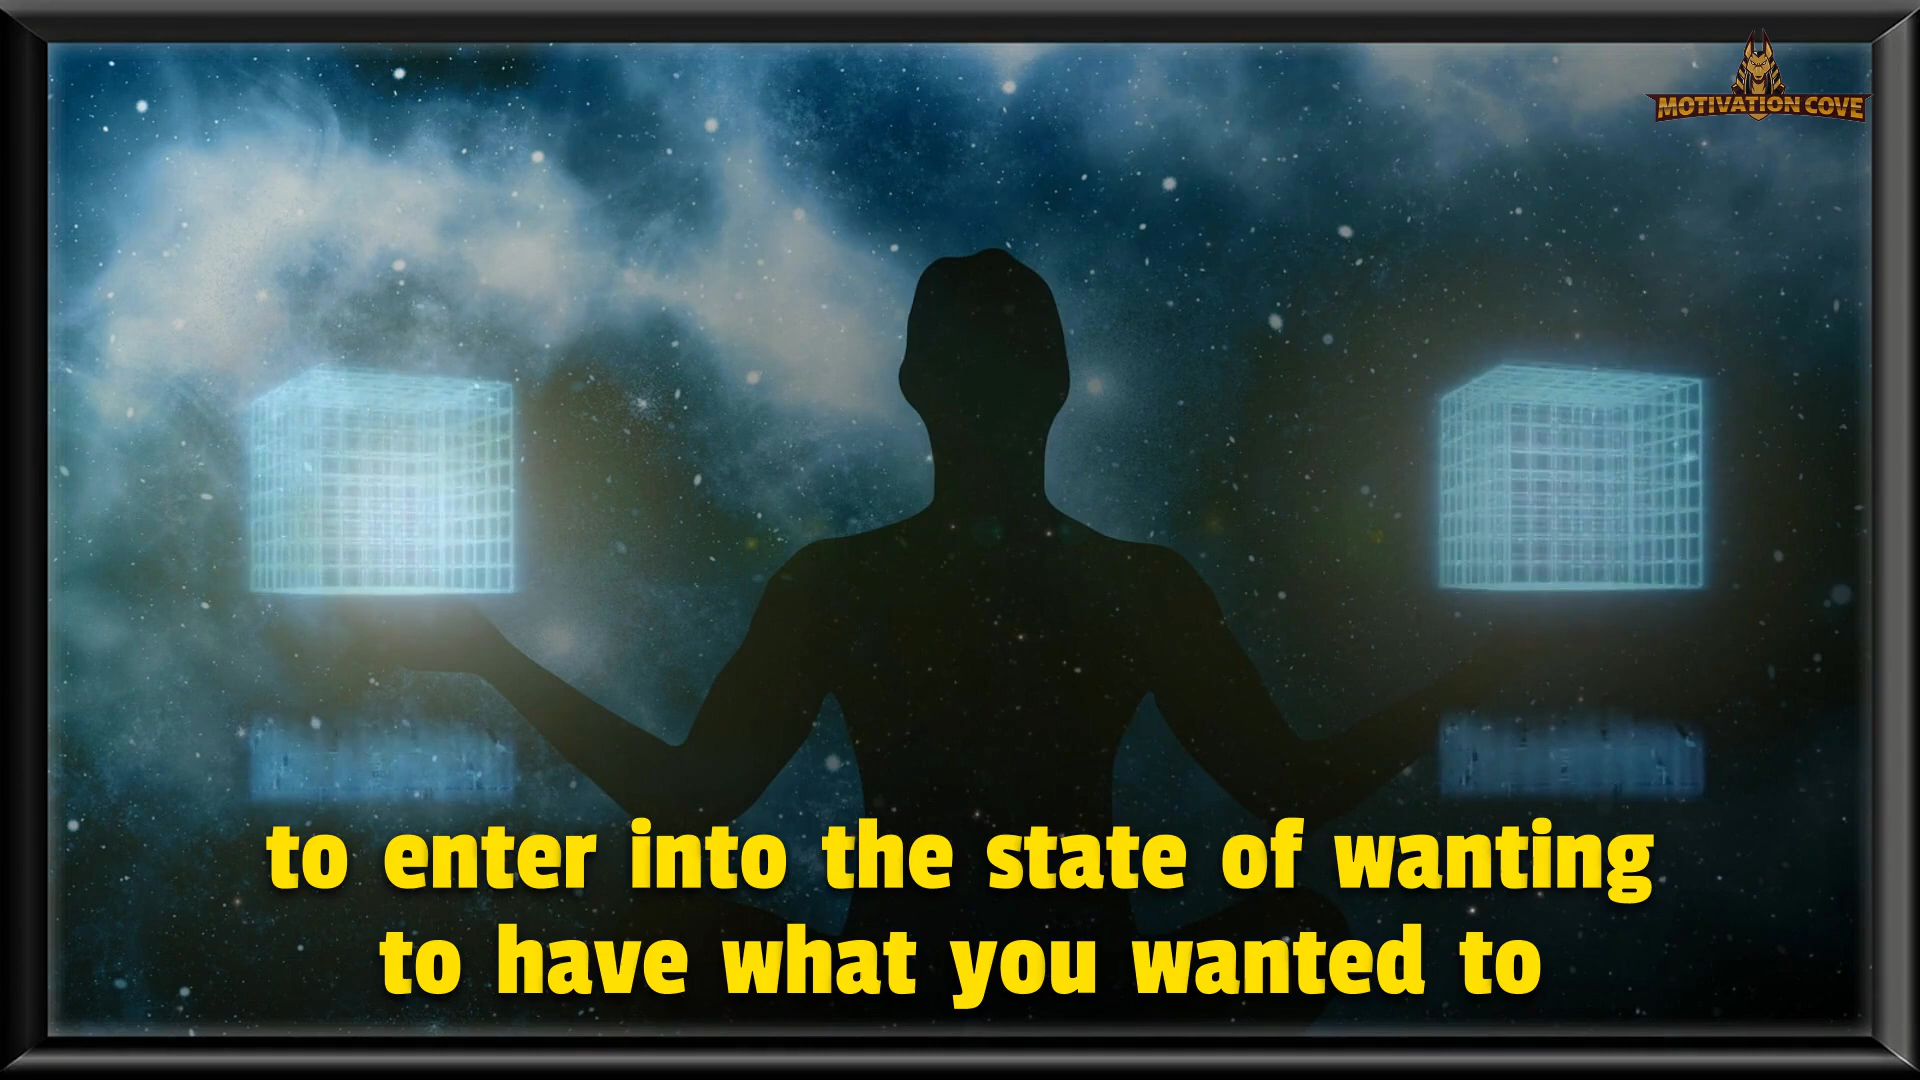 MOTIVATION COVE
to enter into the state of wanting
to have what you wanted to